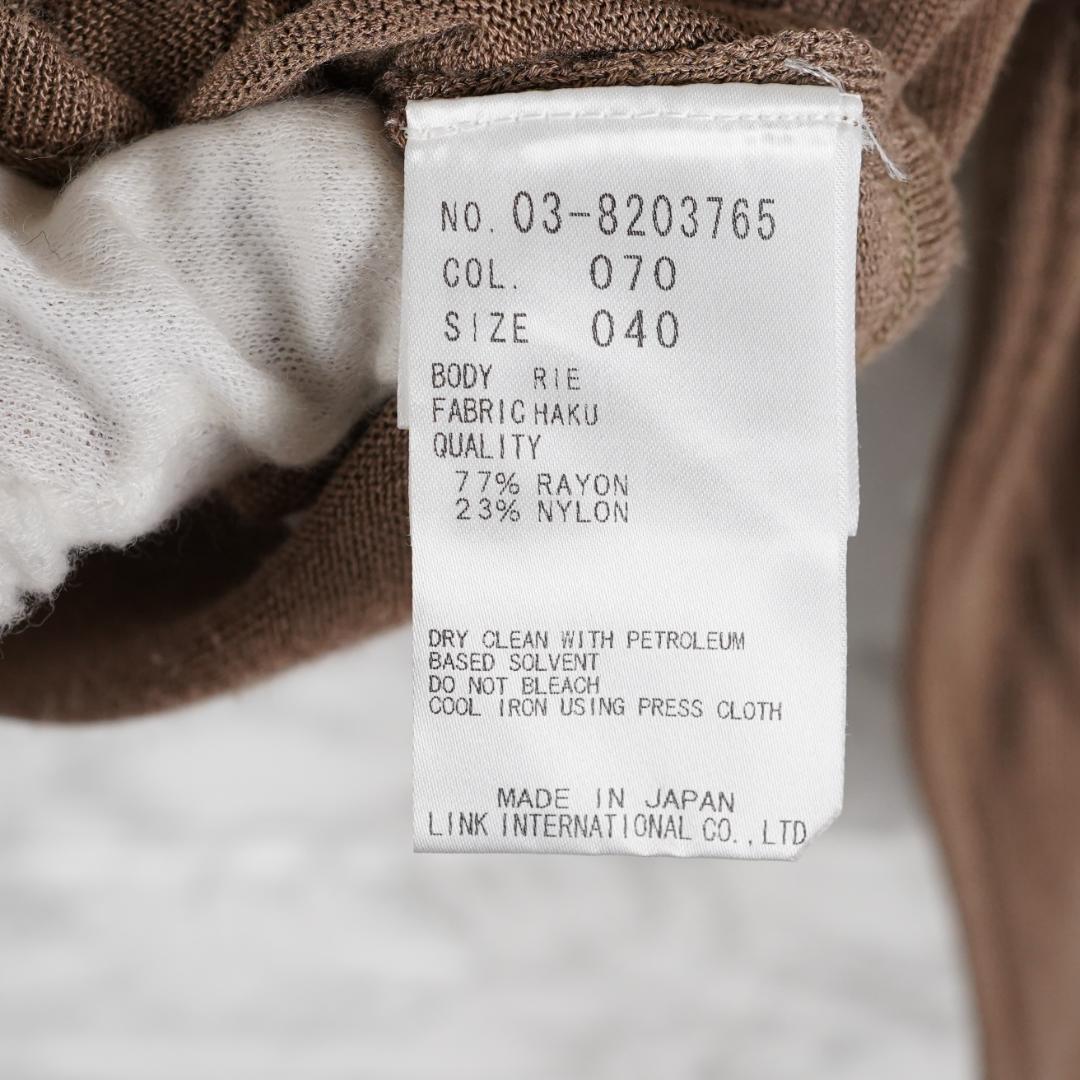 NO. 03-8203765
COL. 070
SIZE 040
BODY RIE
FABRIC HAKU
QUALITY
77% RAYON
23% NYLON
DRY CLEAN WITH PETROLEUM
BASED SOLVENT
DO NOT BLEACH
COOL IRON USING PRESS CLOTH
MADE IN JAPAN
LINK INTERNATIONAL CO.,LTD